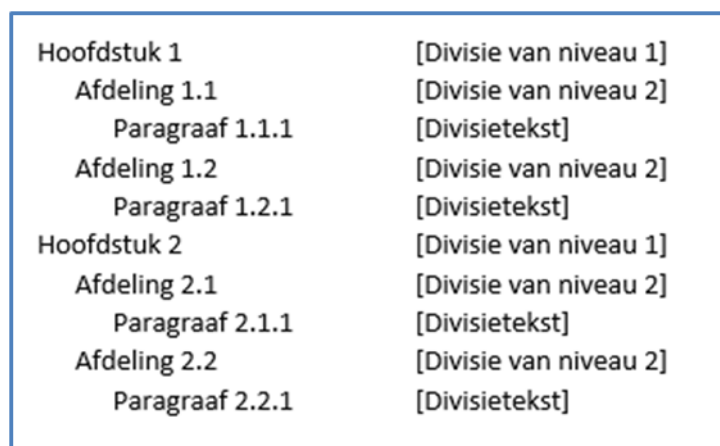 Hoofdstuk 1 [Divisie van niveau 1]
Afdeling 1.1 [Divisie van niveau 2]
Paragraaf 1.1.1 [Divisietekst]
Afdeling 1.2 [Divisie van niveau 2]
Paragraaf 1.2.1 [Divisietekst]
Hoofdstuk 2 [Divisie van niveau 1]
Afdeling 2.1 [Divisie van niveau 2]
Paragraaf 2.1.1 [Divisietekst]
Afdeling 2.2 [Divisie van niveau 2]
Paragraaf 2.2.1 [Divisietekst]